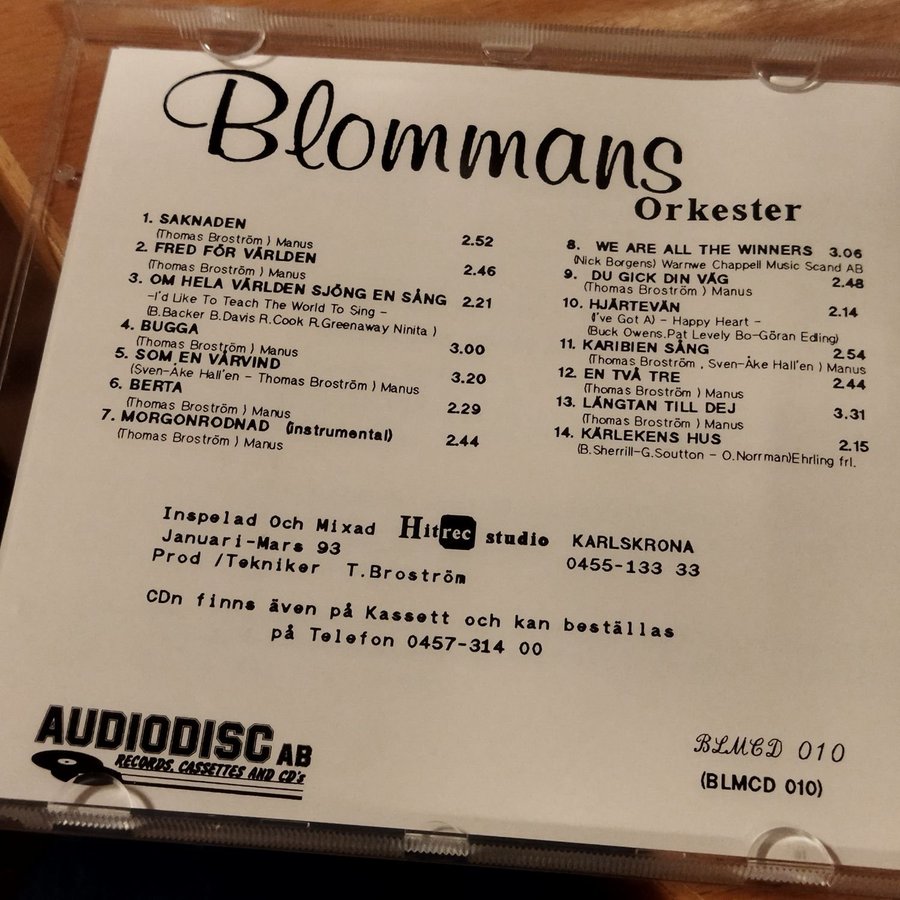 Blommans
Orkester
1. SAKNADEN
(Thomas Broström ) Manus 2.52
2. FRED FÖR VÄRLDEN
(Thomas Broström ) Manus 2.46
3. OM HELA VÄRLDEN SJÖNG EN SÅNG 2.21
-I'd Like To Teach The World To Sing -
(B.Backer B.Davis R.Cook R.Greenaway Ninita )
4. BUGGA
(Thomas Broström ) Manus 3.00
5. SOM EN VÅRVIND
(Sven-Åke Hall'en - Thomas Broström ) Manus 3.20
6. BERTA
(Thomas Broström ) Manus 2.29
7. MORGONRODNAD (instrumental)
(Thomas Broström ) Manus 2.44
8. WE ARE ALL THE WINNERS 3.06
(Nick Borgens) Warnwe Chappell Music Scand AB
9. DU GICK DIN VÄG 2.48
(Thomas Broström ) Manus
10. HJÄRTEVÄN 2.14
(I've Got A) - Happy Heart -
(Buck Owens.Pat Levely Bo-Göran Edling)
11. KARIBIEN SÅNG 2.54
(Thomas Broström , Sven-Åke Hall'en ) Manus
12. EN TVÅ TRE 2.44
(Thomas Broström ) Manus
13. LÄNGTAN TILL DEJ 3.31
(Thomas Broström ) Manus
14. KÄRLEKENS HUS 2.15
(B.Sherrill-G.Soutton - O.Norrman)Ehrling frl.
Inspelad Och Mixad Hitrec studio KARLSKRONA
Januari-Mars 93 0455-133 33
Prod /Tekniker T.Broström
CDn finns även på Kassett och kan beställas
på Telefon 0457-314 00
AUDIODISC AB
RECORDS, CASSETTES AND CD's
BLMCD 010
(BLMCD 010)